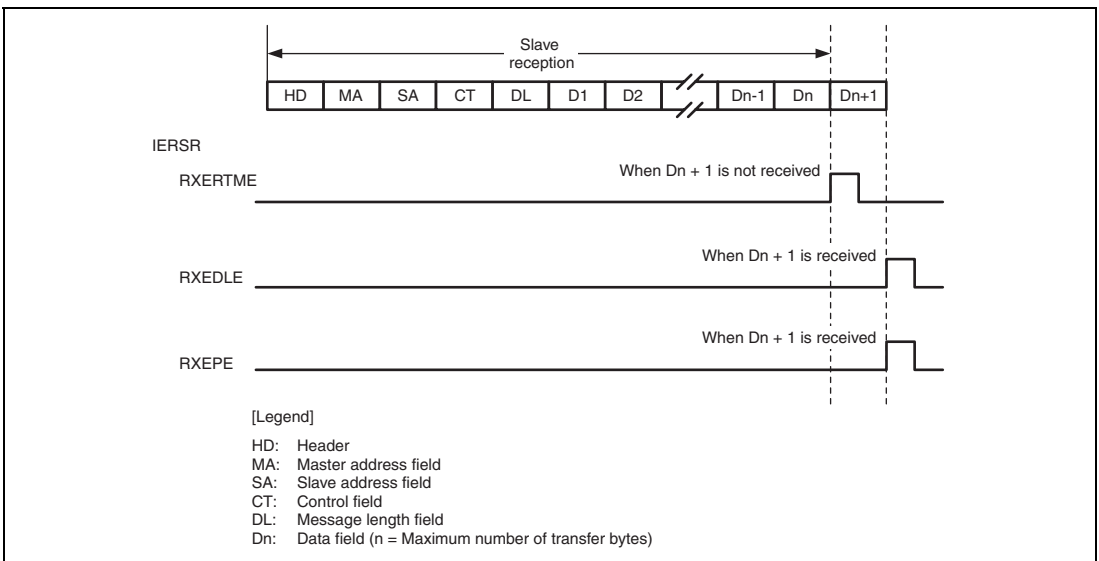 Slave
reception
HD MA SA CT DL D1 D2 Dn-1 Dn Dn+1
IERSR
When Dn + 1 is not received
RXERTME
When Dn + 1 is received
RXEDLE
When Dn + 1 is received
RXEPE
[Legend]
HD: Header
MA: Master address field
SA: Slave address field
CT: Control field
DL: Message length field
Dn: Data field (n = Maximum number of transfer bytes)